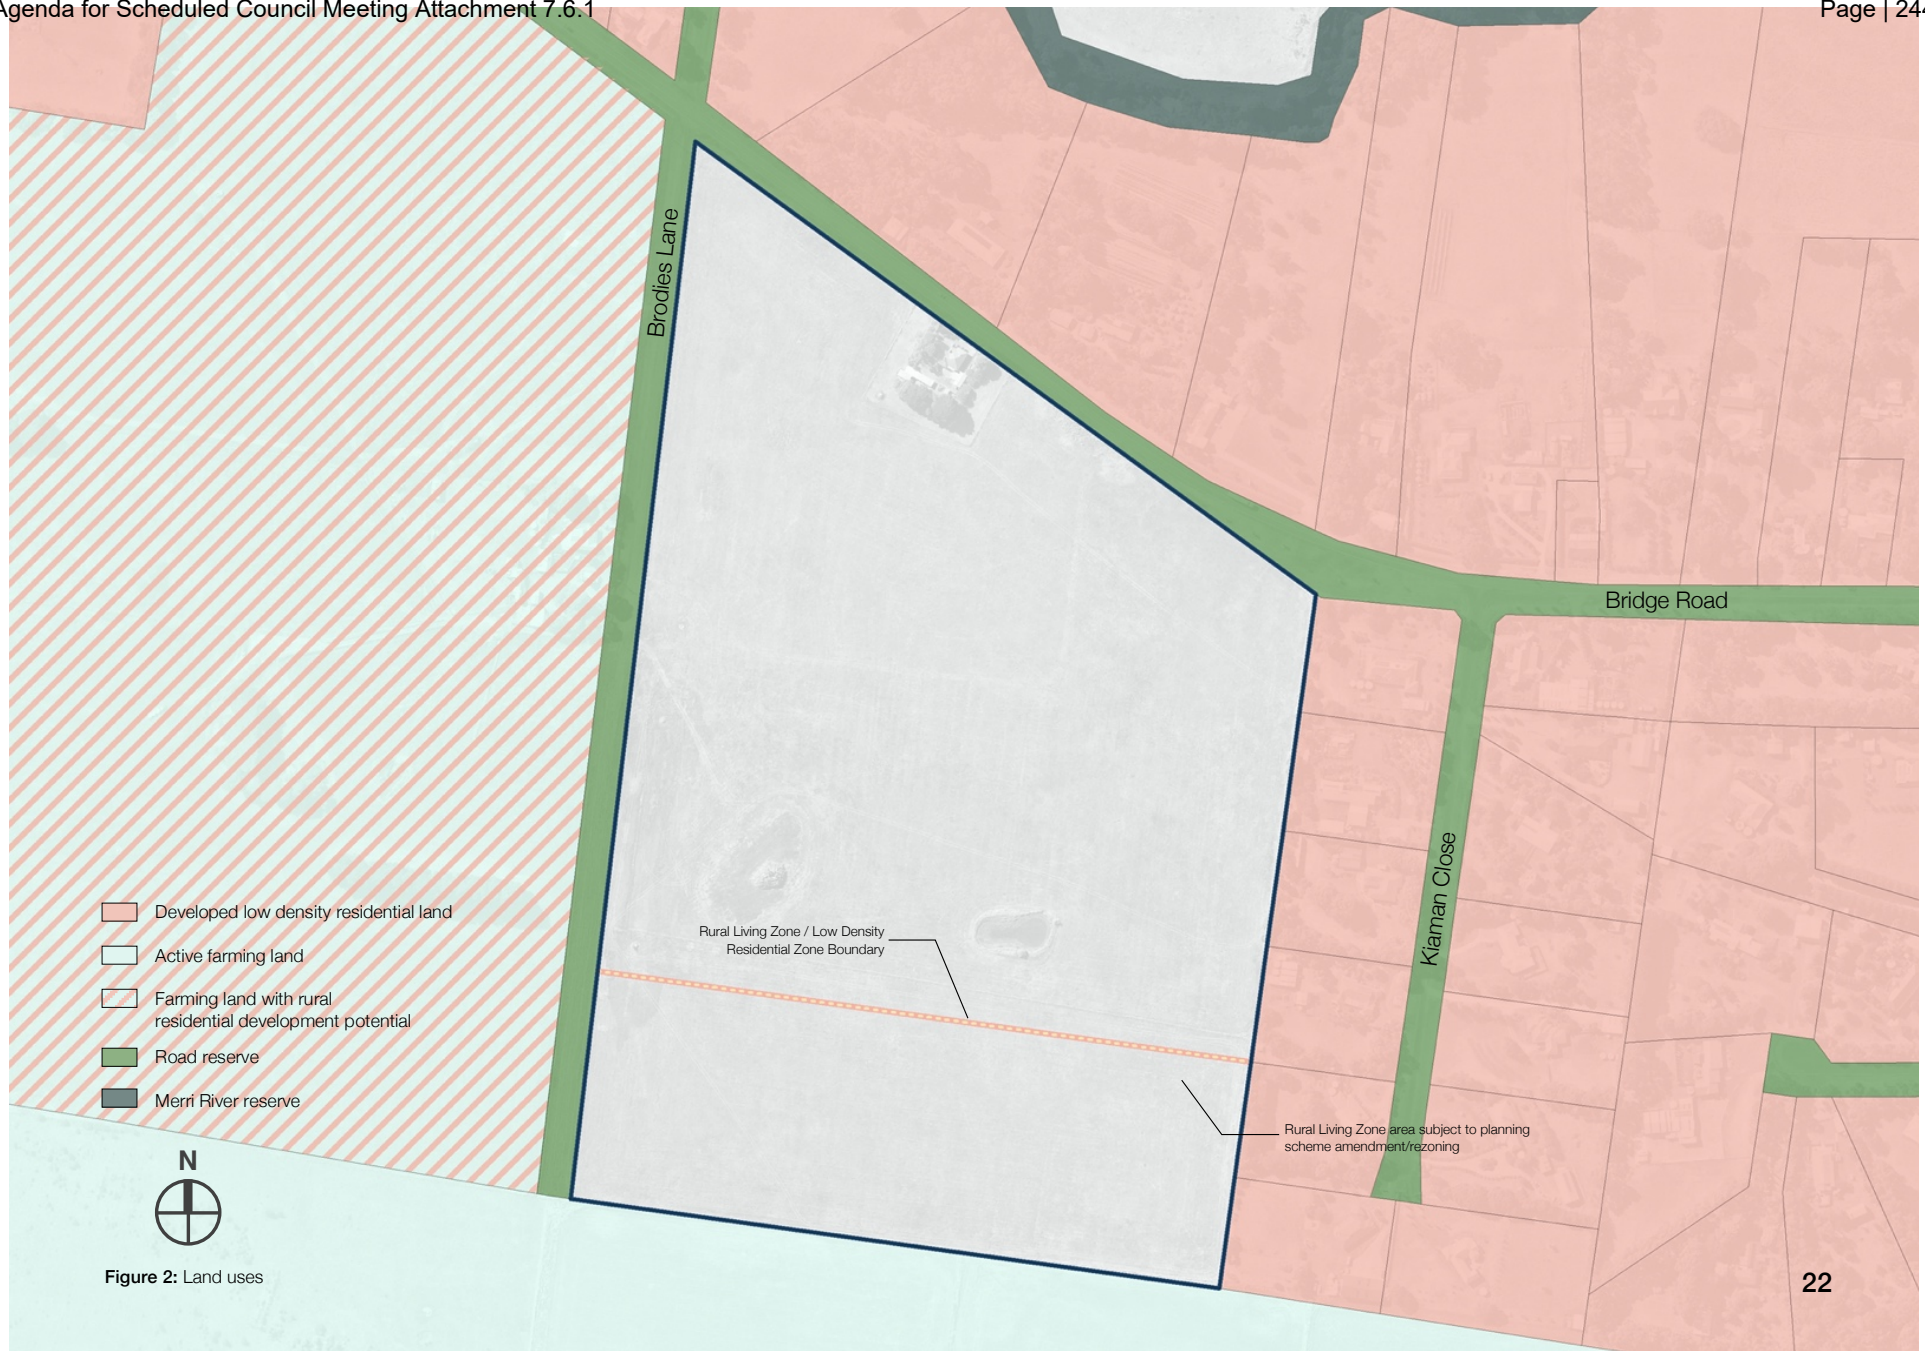 Agenda for Scheduled Council Meeting Attachment 7.6.1
Page | 244
Brodies Lane
Bridge Road
Kiaman Close
Rural Living Zone / Low Density
Residential Zone Boundary
Rural Living Zone area subject to planning
scheme amendment/rezoning
Developed low density residential land
Active farming land
Farming land with rural
residential development potential
Road reserve
Merri River reserve
N
Figure 2: Land uses
22